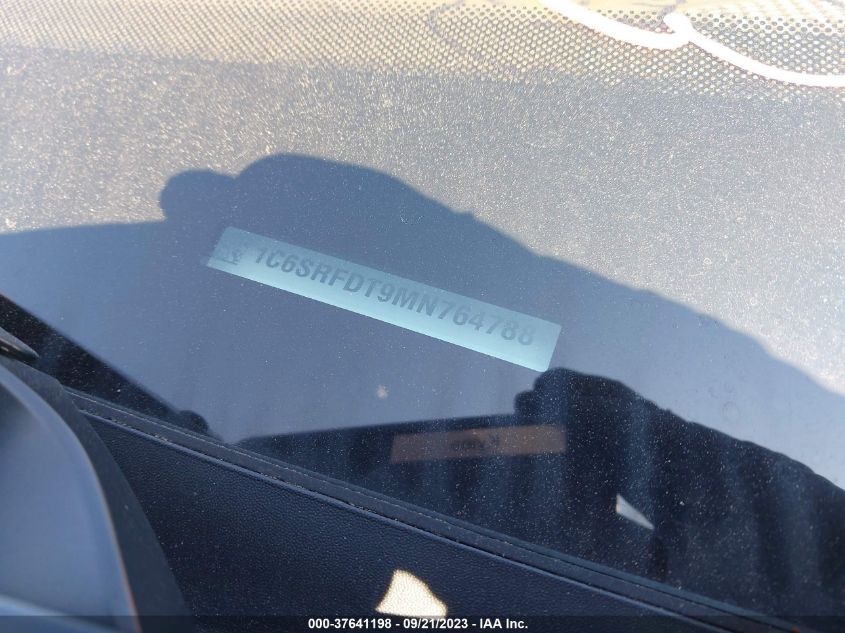 1C6SRFDT9MN764788
000-37641198 - 09/21/2023 - IAA Inc.